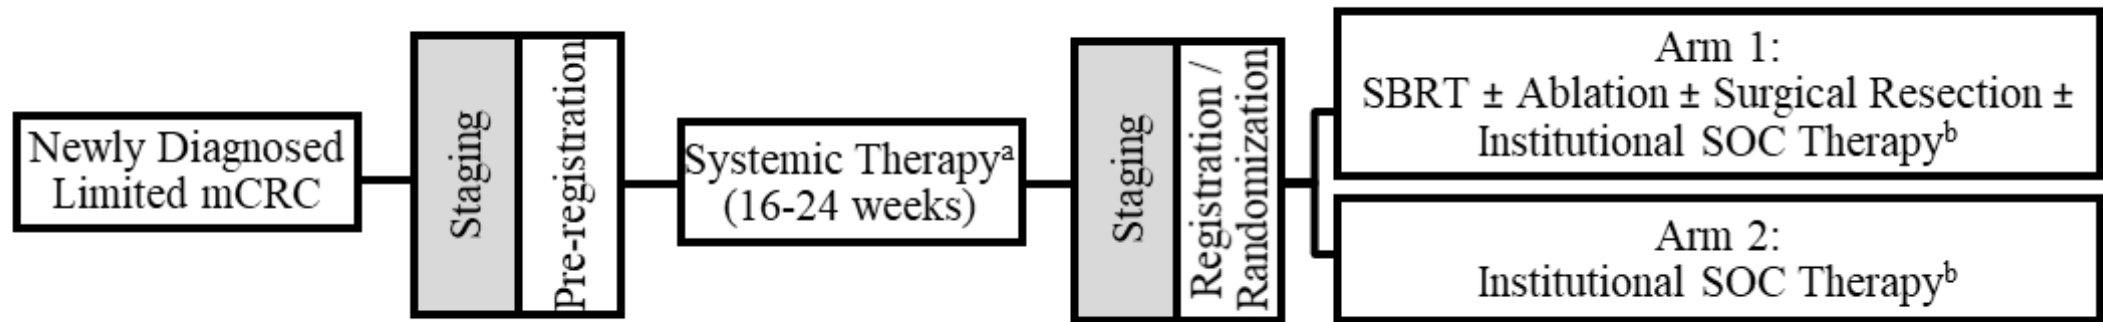 Newly Diagnosed
Limited mCRC
Staging
Pre-registration
Systemic Therapyᵃ
(16-24 weeks)
Staging
Registration /
Randomization
Arm 1:
SBRT ± Ablation ± Surgical Resection ±
Institutional SOC Therapyᵇ
Arm 2:
Institutional SOC Therapyᵇ